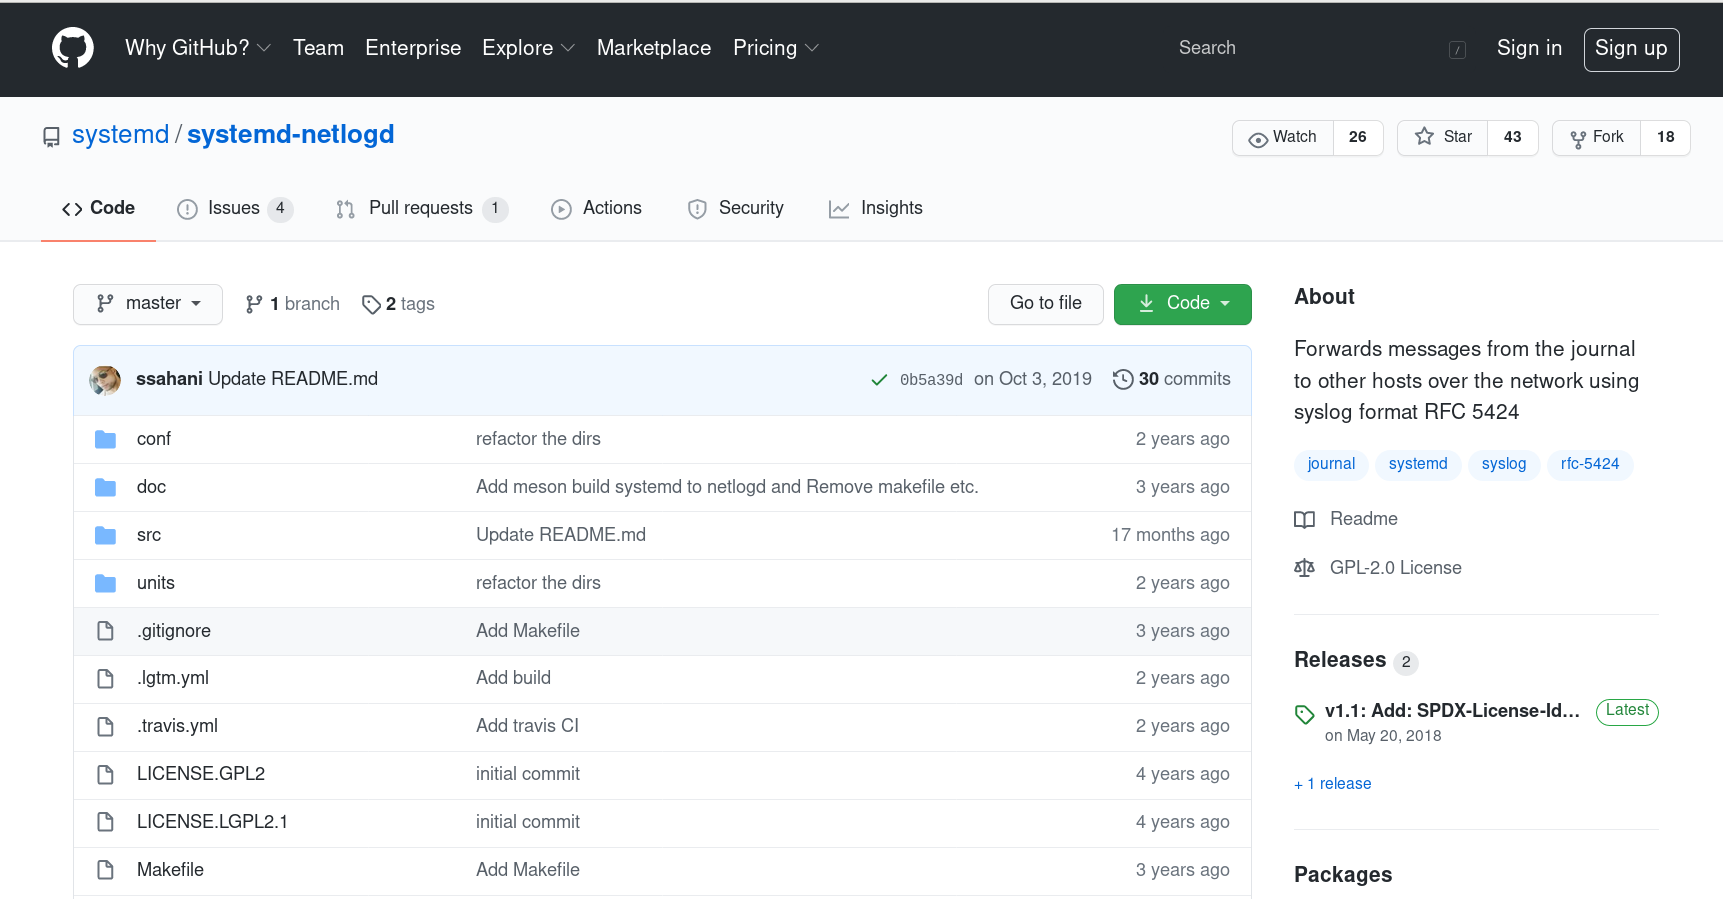 Why GitHub? Team Enterprise Explore Marketplace Pricing Search / Sign in Sign up
systemd / systemd-netlogd Watch 26 Star 43 Fork 18
Code Issues 4 Pull requests 1 Actions Security Insights
master 1 branch 2 tags Go to file Code
ssahani Update README.md 0b5a39d on Oct 3, 2019 30 commits
conf refactor the dirs 2 years ago
doc Add meson build systemd to netlogd and Remove makefile etc. 3 years ago
src Update README.md 17 months ago
units refactor the dirs 2 years ago
.gitignore Add Makefile 3 years ago
.lgtm.yml Add build 2 years ago
.travis.yml Add travis CI 2 years ago
LICENSE.GPL2 initial commit 4 years ago
LICENSE.LGPL2.1 initial commit 4 years ago
Makefile Add Makefile 3 years ago
About
Forwards messages from the journal
to other hosts over the network using
syslog format RFC 5424
journal systemd syslog rfc-5424
Readme
GPL-2.0 License
Releases 2
v1.1: Add: SPDX-License-Id... Latest
on May 20, 2018
+ 1 release
Packages